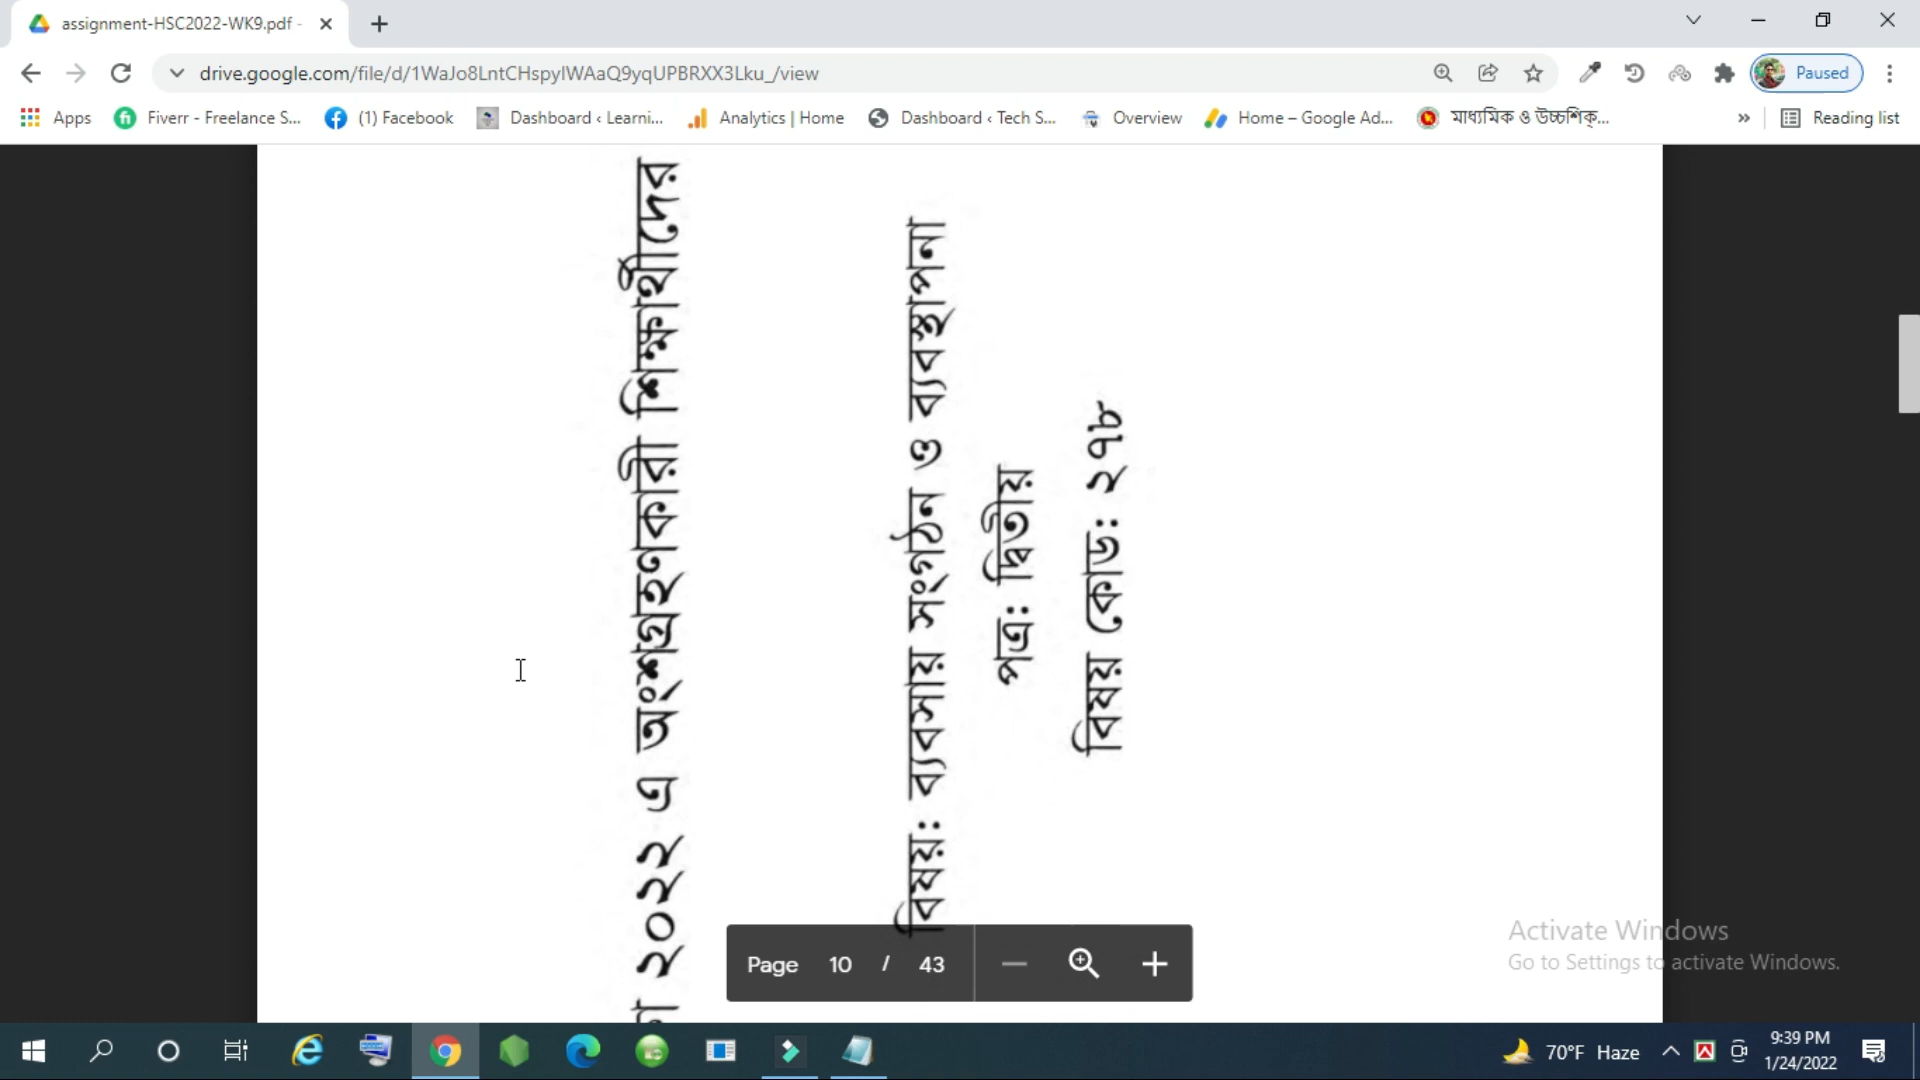 assignment-HSC2022-WK9.pdf -
drive.google.com/file/d/1WaJo8LntCHspylWAaQ9yqUPBRXX3Lku_/view
Paused
Apps
Fiverr - Freelance S...
(1) Facebook
Dashboard ‹ Learni...
Analytics | Home
Dashboard ‹ Tech S...
Overview
Home – Google Ad...
মাধ্যমিক ও উচ্চশিক্...
»
Reading list
২০২২ এ অংশগ্রহণকারী শিক্ষার্থীদের
বিষয়: ব্যবসায় সংগঠন ও ব্যবস্থাপনা
পত্র: দ্বিতীয়
বিষয় কোড: ২৭৮
Page 10 / 43
Activate Windows
Go to Settings to activate Windows.
70°F Haze
9:39 PM
1/24/2022